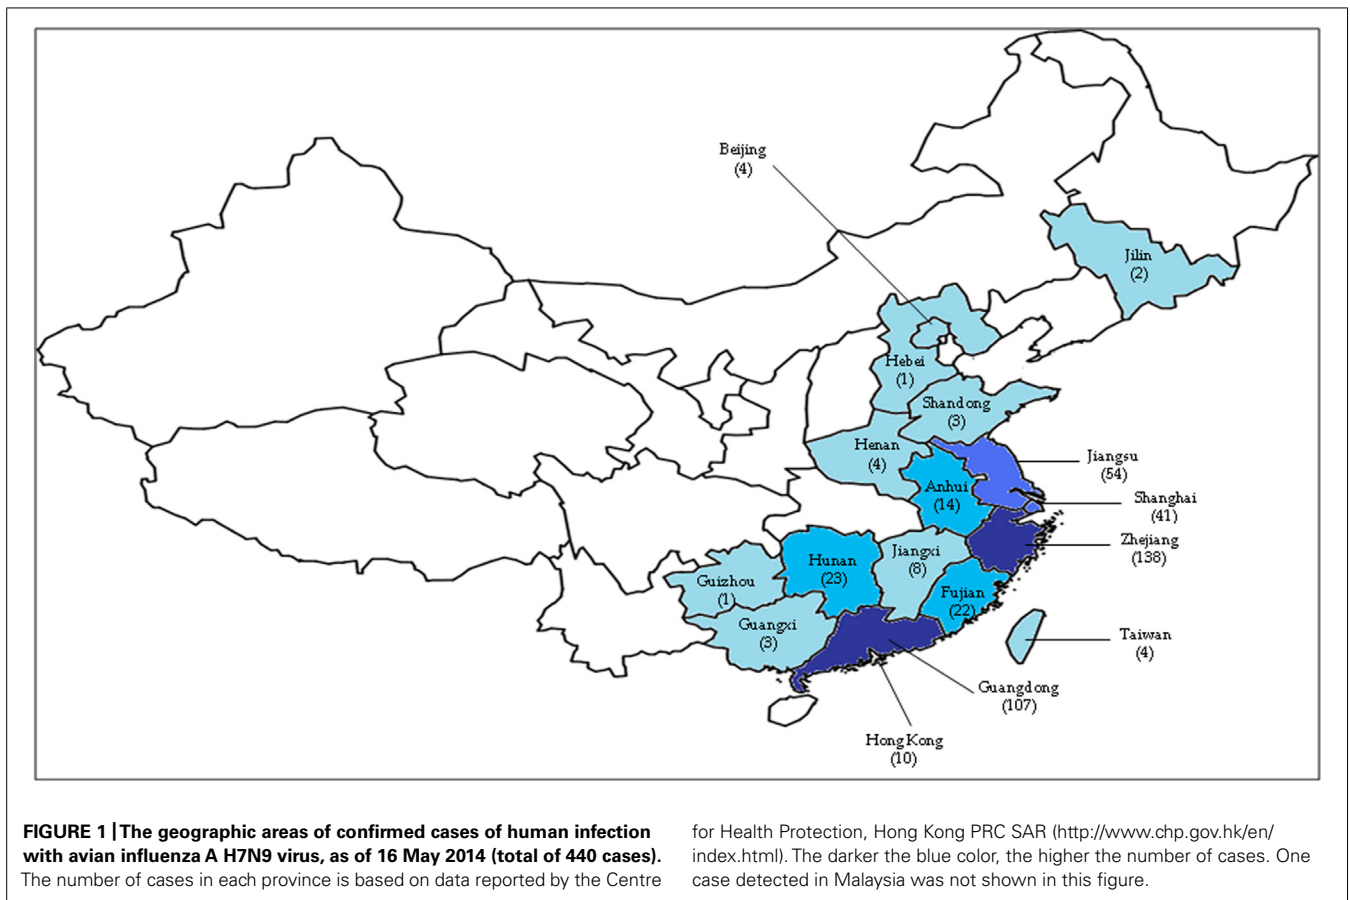 Beijing
(4)
Jilin
(2)
Hebei
(1)
Shandong
(3)
Henan
(4)
Jiangsu
(54)
Anhui
(14)
Shanghai
(41)
Zhejiang
(138)
Jiangxi
(8)
Hunan
(23)
Guizhou
(1)
Fujian
(22)
Guangxi
(3)
Taiwan
(4)
Guangdong
(107)
Hong Kong
(10)
FIGURE 1 | The geographic areas of confirmed cases of human infection
with avian influenza A H7N9 virus, as of 16 May 2014 (total of 440 cases).
The number of cases in each province is based on data reported by the Centre
for Health Protection, Hong Kong PRC SAR (http://www.chp.gov.hk/en/
index.html). The darker the blue color, the higher the number of cases. One
case detected in Malaysia was not shown in this figure.